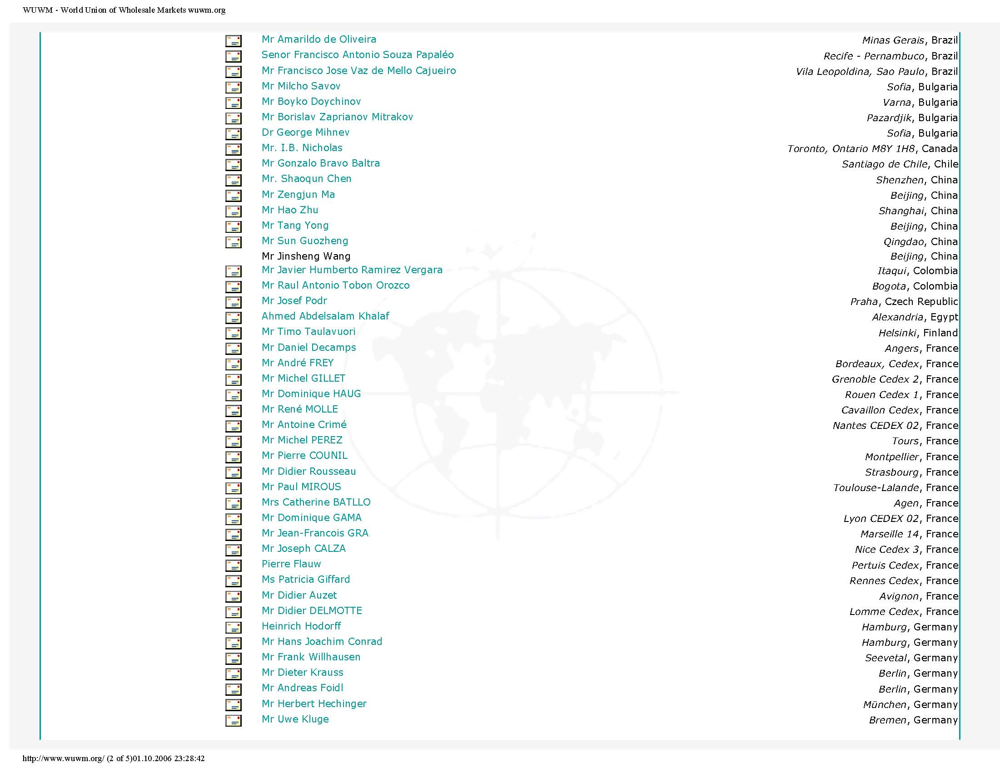 WUWM - World Union of Wholesale Markets wuwm.org
Mr Amarildo de Oliveira Minas Gerais, Brazil
Senor Francisco Antonio Souza Papaléo Recife - Pernambuco, Brazil
Mr Francisco Jose Vaz de Mello Cajueiro Vila Leopoldina, Sao Paulo, Brazil
Mr Milcho Savov Sofia, Bulgaria
Mr Boyko Doychinov Varna, Bulgaria
Mr Borislav Zaprianov Mitrakov Pazardjik, Bulgaria
Dr George Mihnev Sofia, Bulgaria
Mr. I.B. Nicholas Toronto, Ontario M8Y 1H8, Canada
Mr Gonzalo Bravo Baltra Santiago de Chile, Chile
Mr. Shaoqun Chen Shenzhen, China
Mr Zengjun Ma Beijing, China
Mr Hao Zhu Shanghai, China
Mr Tang Yong Beijing, China
Mr Sun Guozheng Qingdao, China
Mr Jinsheng Wang Beijing, China
Mr Javier Humberto Ramirez Vergara Itaqui, Colombia
Mr Raul Antonio Tobon Orozco Bogota, Colombia
Mr Josef Podr Praha, Czech Republic
Ahmed Abdelsalam Khalaf Alexandria, Egypt
Mr Timo Taulavuori Helsinki, Finland
Mr Daniel Decamps Angers, France
Mr André FREY Bordeaux, Cedex, France
Mr Michel GILLET Grenoble Cedex 2, France
Mr Dominique HAUG Rouen Cedex 1, France
Mr René MOLLE Cavaillon Cedex, France
Mr Antoine Crimé Nantes CEDEX 02, France
Mr Michel PEREZ Tours, France
Mr Pierre COUNIL Montpellier, France
Mr Didier Rousseau Strasbourg, France
Mr Paul MIROUS Toulouse-Lalande, France
Mrs Catherine BATLLO Agen, France
Mr Dominique GAMA Lyon CEDEX 02, France
Mr Jean-Francois GRA Marseille 14, France
Mr Joseph CALZA Nice Cedex 3, France
Pierre Flauw Pertuis Cedex, France
Ms Patricia Giffard Rennes Cedex, France
Mr Didier Auzet Avignon, France
Mr Didier DELMOTTE Lomme Cedex, France
Heinrich Hodorff Hamburg, Germany
Mr Hans Joachim Conrad Hamburg, Germany
Mr Frank Willhausen Seevetal, Germany
Mr Dieter Krauss Berlin, Germany
Mr Andreas Foidl Berlin, Germany
Mr Herbert Hechinger München, Germany
Mr Uwe Kluge Bremen, Germany
http://www.wuwm.org/ (2 of 5)01.10.2006 23:28:42